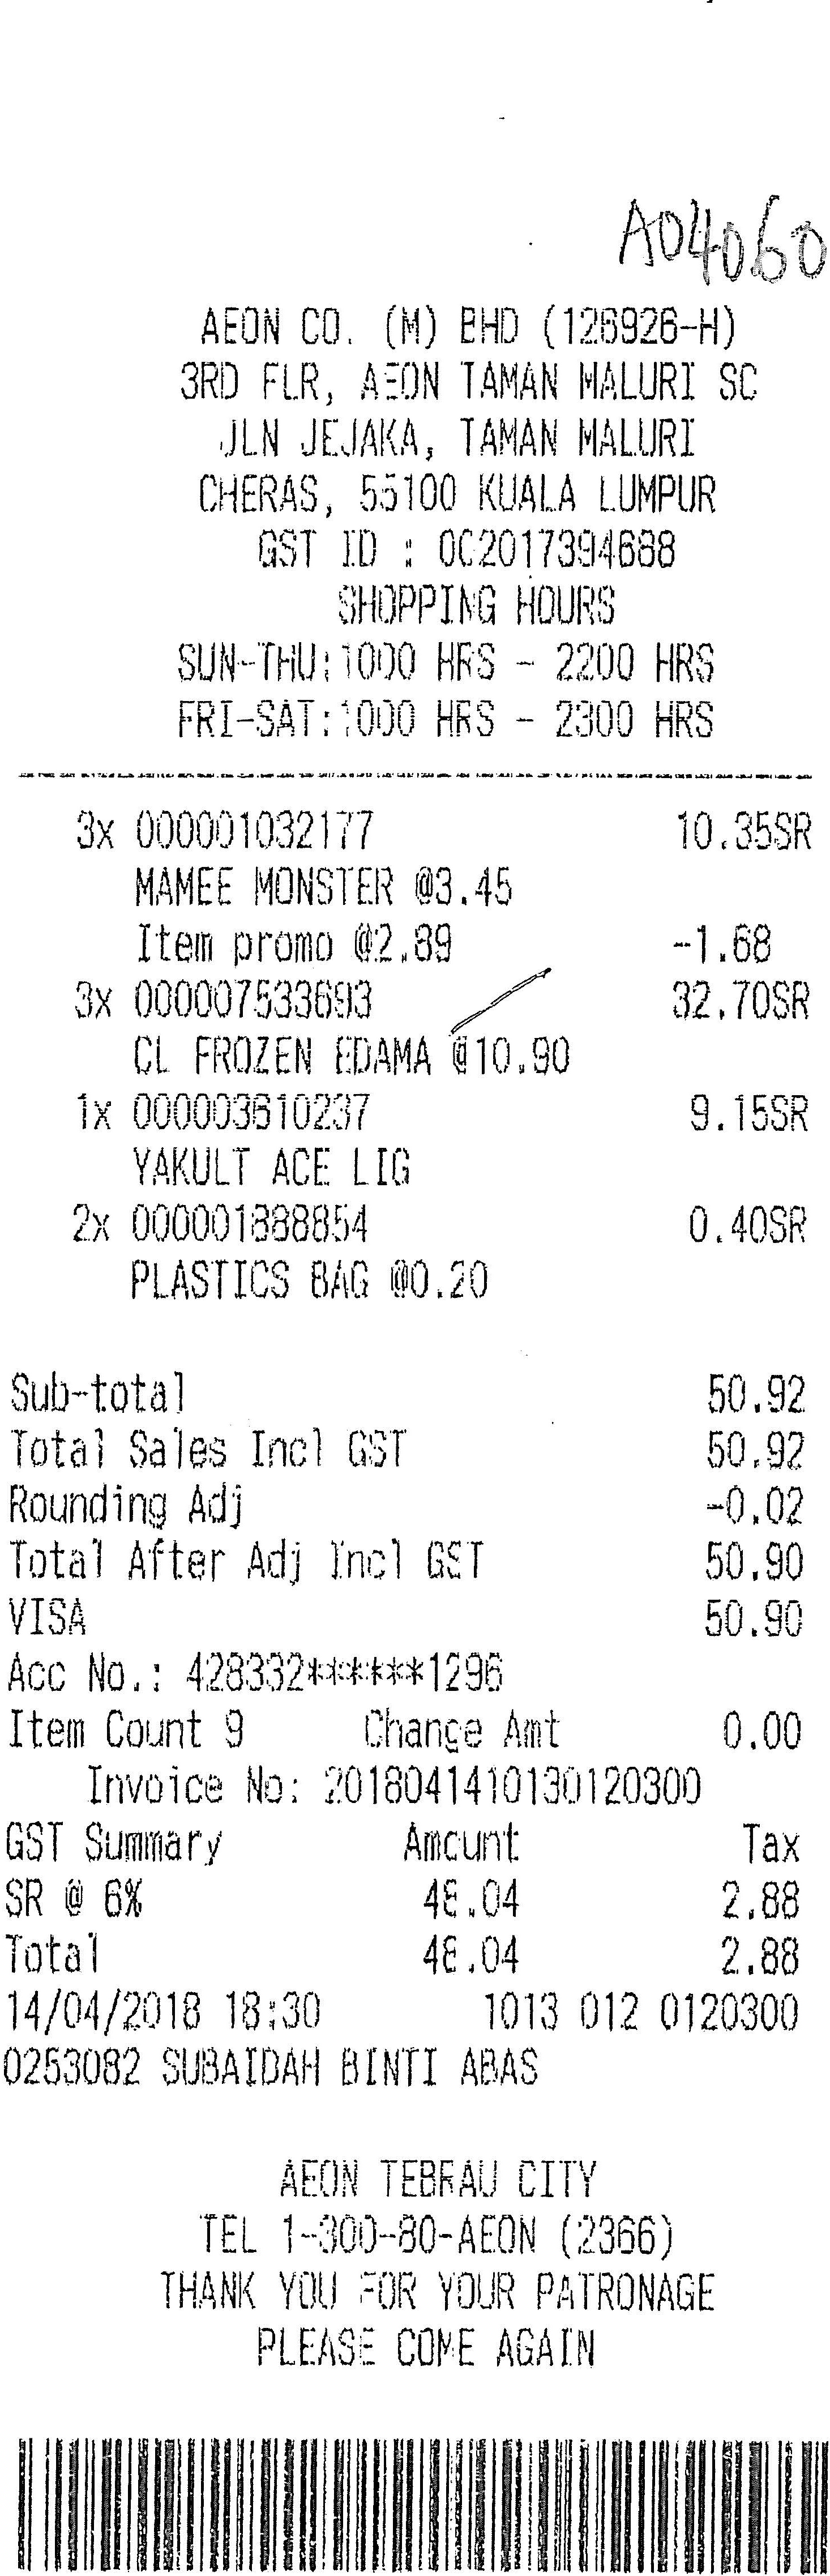 A04060
AEON CO. (M) BHD (126926-H)
3RD FLR, AEON TAMAN MALURI SC
JLN JEJAKA, TAMAN MALURI
CHERAS, 55100 KUALA LUMPUR
GST ID : 002017394688
SHOPPING HOURS
SUN-THU:1000 HRS - 2200 HRS
FRI-SAT:1000 HRS - 2300 HRS
3x 000001032177 10.35SR
MAMEE MONSTER @3.45
Item promo @2.89 -1.68
3x 000007533693 32.70SR
CL FROZEN EDAMA @10.90
1x 000003610237 9.15SR
YAKULT ACE LIG
2x 000001888854 0.40SR
PLASTICS BAG @0.20
Sub-total 50.92
Total Sales Incl GST 50.92
Rounding Adj -0.02
Total After Adj Incl GST 50.90
VISA 50.90
Acc No.: 428332******1296
Item Count 9 Change Amt 0.00
Invoice No: 2018041410130120300
GST Summary Amount Tax
SR @ 6% 48.04 2.88
Total 48.04 2.88
14/04/2018 18:30 1013 012 0120300
0253082 SUBAIDAH BINTI ABAS
AEON TEBRAU CITY
TEL 1-300-80-AEON (2366)
THANK YOU FOR YOUR PATRONAGE
PLEASE COME AGAIN